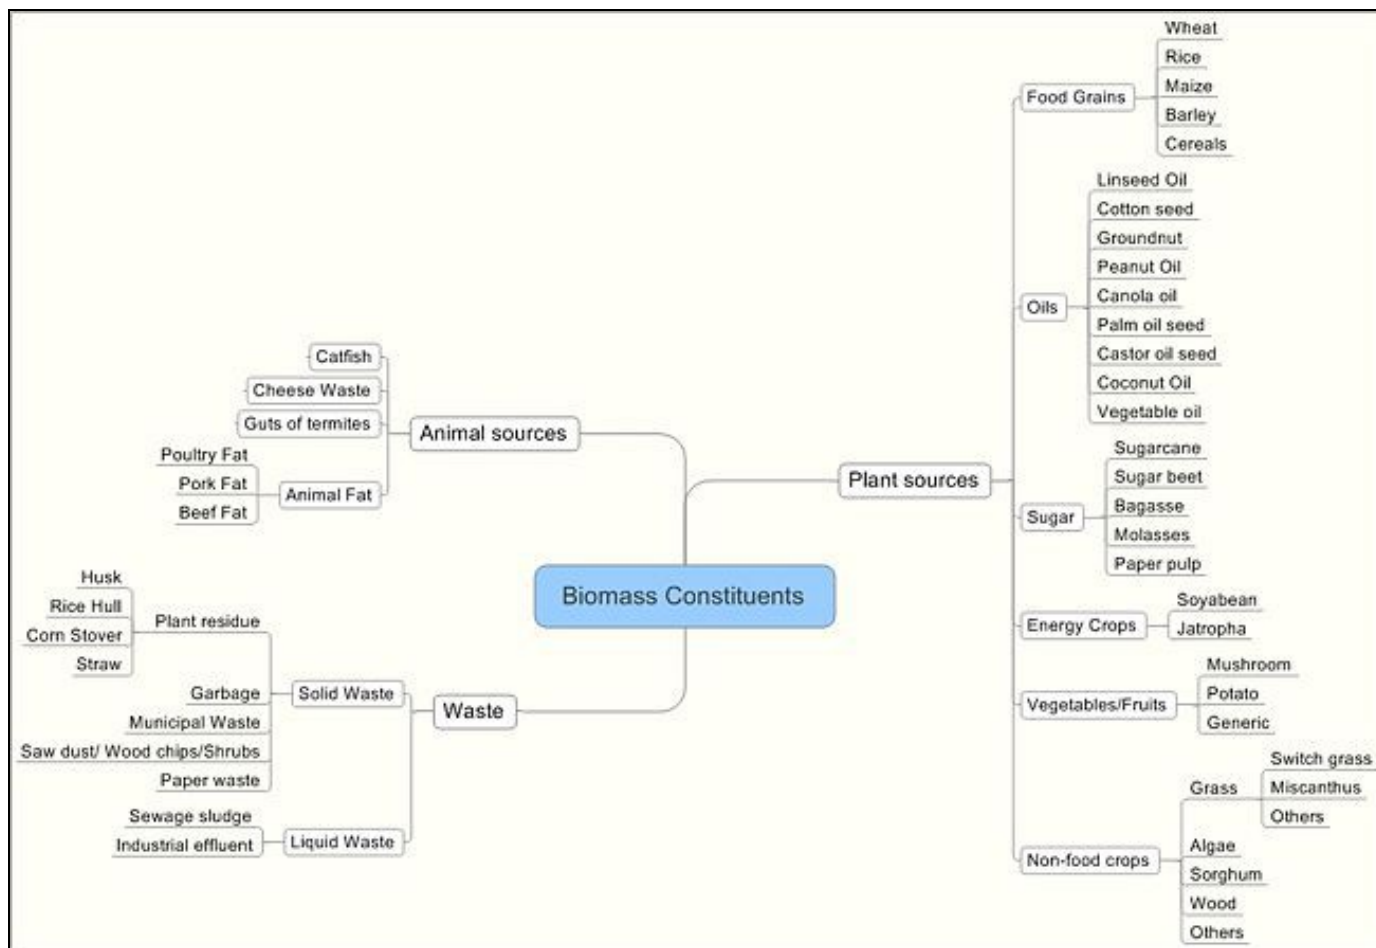 Biomass Constituents
Animal sources
Catfish
Cheese Waste
Guts of termites
Animal Fat
Poultry Fat
Pork Fat
Beef Fat
Waste
Solid Waste
Plant residue
Husk
Rice Hull
Corn Stover
Straw
Garbage
Municipal Waste
Saw dust/ Wood chips/Shrubs
Paper waste
Liquid Waste
Sewage sludge
Industrial effluent
Plant sources
Food Grains
Wheat
Rice
Maize
Barley
Cereals
Oils
Linseed Oil
Cotton seed
Groundnut
Peanut Oil
Canola oil
Palm oil seed
Castor oil seed
Coconut Oil
Vegetable oil
Sugar
Sugarcane
Sugar beet
Bagasse
Molasses
Paper pulp
Energy Crops
Soyabean
Jatropha
Vegetables/Fruits
Mushroom
Potato
Generic
Non-food crops
Grass
Switch grass
Miscanthus
Others
Algae
Sorghum
Wood
Others